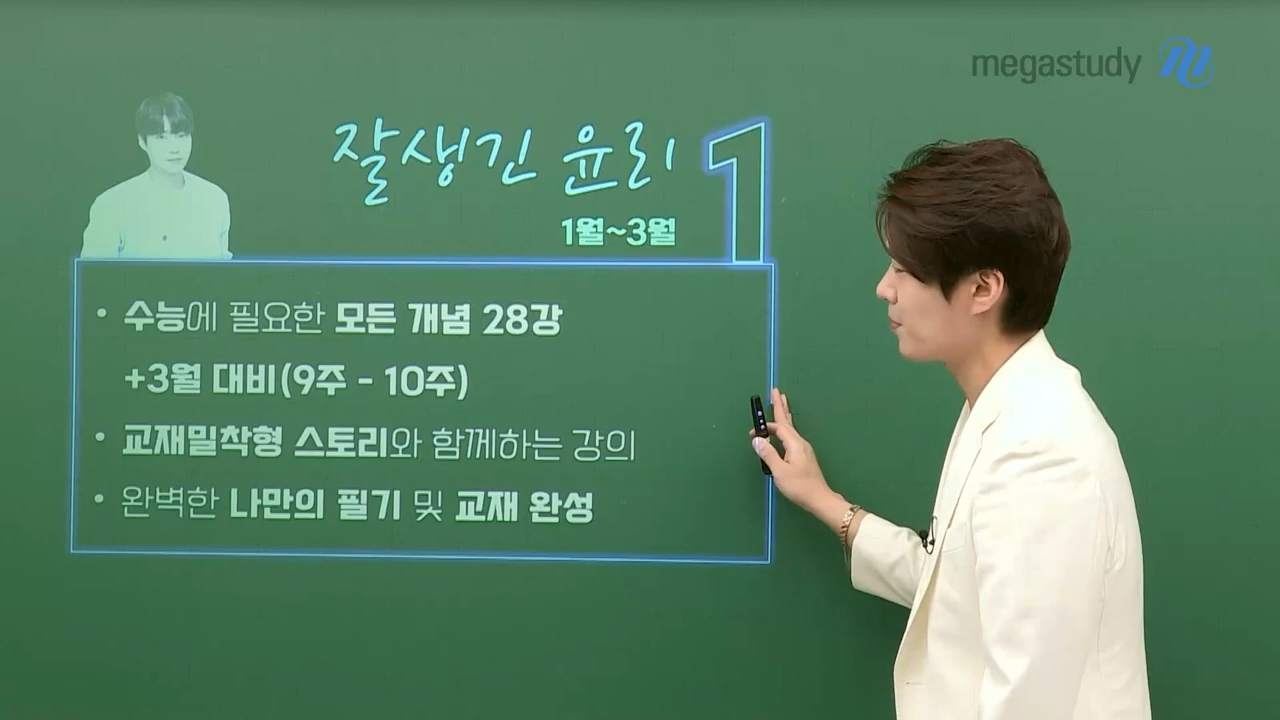 megastudy
잘생긴 윤리 1
1월~3월
• 수능에 필요한 모든 개념 28강
+3월 대비(9주 - 10주)
• 교재밀착형 스토리와 함께하는 강의
• 완벽한 나만의 필기 및 교재 완성